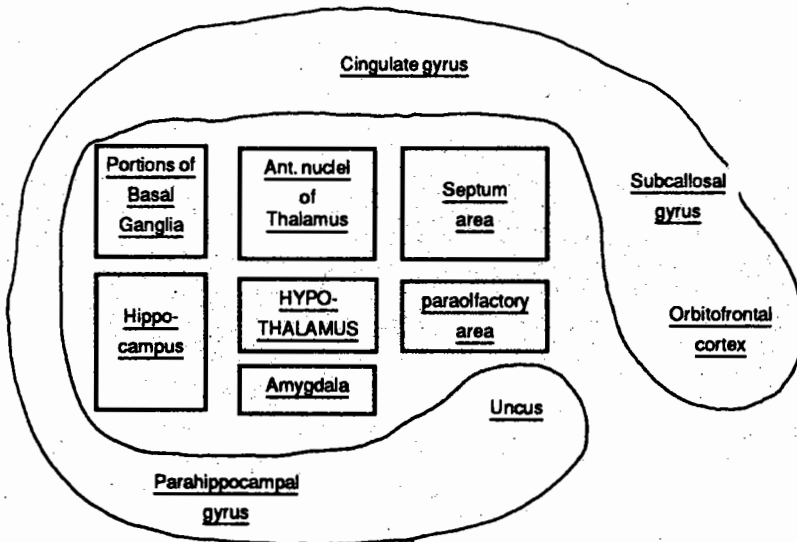 Cingulate gyrus
Portions of
Basal
Ganglia
Ant. nuclei
of
Thalamus
Septum
area
Subcallosal
gyrus
Hippo-
campus
HYPO-
THALAMUS
paraolfactory
area
Orbitofrontal
cortex
Amygdala
Uncus
Parahippocampal
gyrus